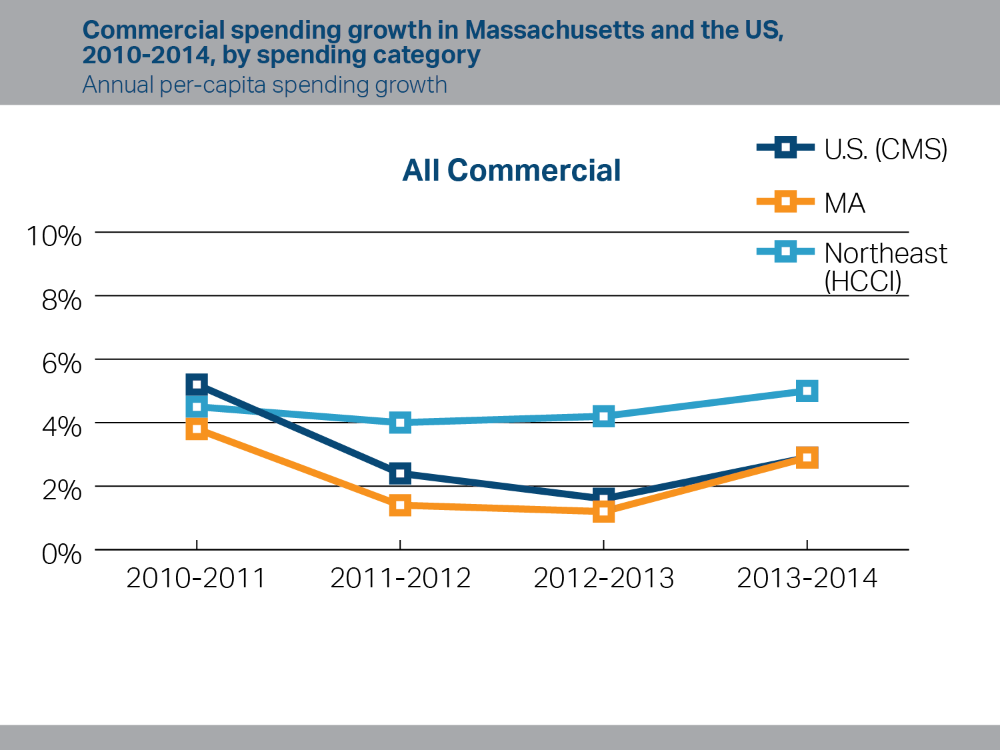 Commercial spending growth in Massachusetts and the US,
2010-2014, by spending category
Annual per-capita spending growth
All Commercial
U.S. (CMS)
MA
Northeast
(HCCI)
10%
8%
6%
4%
2%
0%
2010-2011
2011-2012
2012-2013
2013-2014